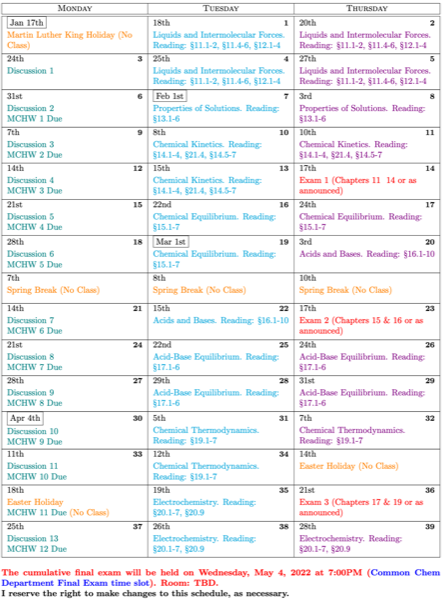 Monday Tuesday Thursday
Jan 17th 18th 1 20th 2
Martin Luther King Holiday (No Liquids and Intermolecular Forces. Liquids and Intermolecular Forces.
Class) Reading: §11.1-2, §11.4-6, §12.1-4 Reading: §11.1-2, §11.4-6, §12.1-4
24th 3 25th 4 27th 5
Discussion 1 Liquids and Intermolecular Forces. Liquids and Intermolecular Forces.
Reading: §11.1-2, §11.4-6, §12.1-4 Reading: §11.1-2, §11.4-6, §12.1-4
31st 6 Feb 1st 7 3rd 8
Discussion 2 Properties of Solutions. Reading: Properties of Solutions. Reading:
MCHW 1 Due §13.1-6 §13.1-6
7th 9 8th 10 10th 11
Discussion 3 Chemical Kinetics. Reading: Chemical Kinetics. Reading:
MCHW 2 Due §14.1-4, §21.4, §14.5-7 §14.1-4, §21.4, §14.5-7
14th 12 15th 13 17th 14
Discussion 4 Chemical Kinetics. Reading: Exam 1 (Chapters 11 14 or as
MCHW 3 Due §14.1-4, §21.4, §14.5-7 announced)
21st 15 22nd 16 24th 17
Discussion 5 Chemical Equilibrium. Reading: Chemical Equilibrium. Reading:
MCHW 4 Due §15.1-7 §15.1-7
28th 18 Mar 1st 19 3rd 20
Discussion 6 Chemical Equilibrium. Reading: Acids and Bases. Reading: §16.1-10
MCHW 5 Due §15.1-7
7th 8th 10th
Spring Break (No Class) Spring Break (No Class) Spring Break (No Class)
14th 21 15th 22 17th 23
Discussion 7 Acids and Bases. Reading: §16.1-10 Exam 2 (Chapters 15 & 16 or as
MCHW 6 Due announced)
21st 24 22nd 25 24th 26
Discussion 8 Acid-Base Equilibrium. Reading: Acid-Base Equilibrium. Reading:
MCHW 7 Due §17.1-6 §17.1-6
28th 27 29th 28 31st 29
Discussion 9 Acid-Base Equilibrium. Reading: Acid-Base Equilibrium. Reading:
MCHW 8 Due §17.1-6 §17.1-6
Apr 4th 30 5th 31 7th 32
Discussion 10 Chemical Thermodynamics. Chemical Thermodynamics.
MCHW 9 Due Reading: §19.1-7 Reading: §19.1-7
11th 33 12th 34 14th
Discussion 11 Chemical Thermodynamics. Easter Holiday (No Class)
MCHW 10 Due Reading: §19.1-7
18th 19th 35 21st 36
Easter Holiday Electrochemistry. Reading: Exam 3 (Chapters 17 & 19 or as
MCHW 11 Due (No Class) §20.1-7, §20.9 announced)
25th 37 26th 38 28th 39
Discussion 13 Electrochemistry. Reading: Electrochemistry. Reading:
MCHW 12 Due §20.1-7, §20.9 §20.1-7, §20.9
The cumulative final exam will be held on Wednesday, May 4, 2022 at 7:00PM (Common Chem
Department Final Exam time slot). Room: TBD.
I reserve the right to make changes to this schedule, as necessary.